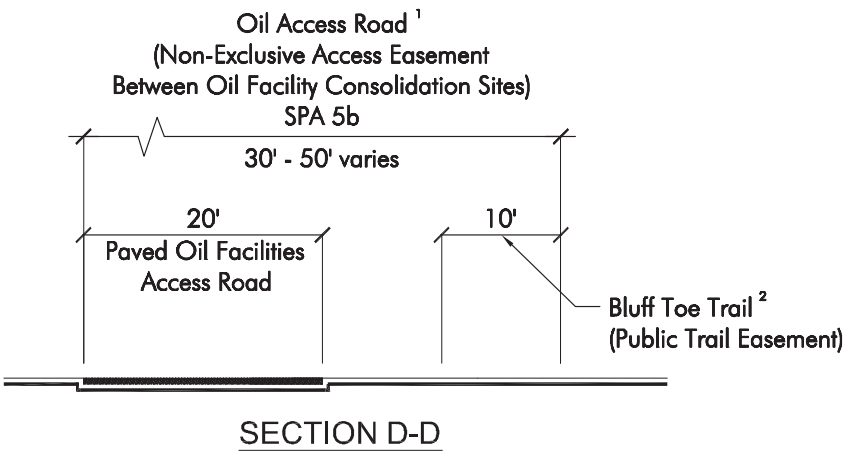 Oil Access Road ¹
(Non-Exclusive Access Easement
Between Oil Facility Consolidation Sites)
SPA 5b
30' - 50' varies
20'
10'
Paved Oil Facilities
Access Road
Bluff Toe Trail ²
(Public Trail Easement)
SECTION D-D